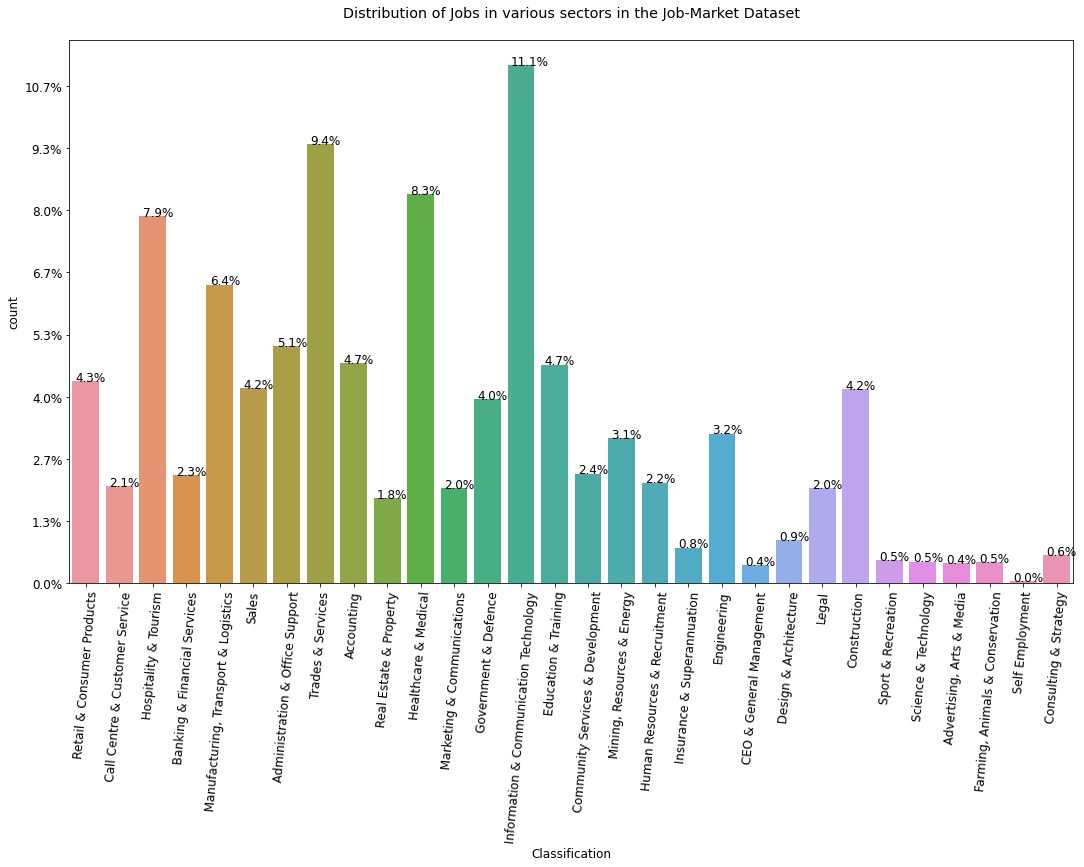 Distribution of Jobs in various sectors in the Job-Market Dataset
count
10.7%
9.3%
8.0%
6.7%
5.3%
4.0%
2.7%
1.3%
0.0%
4.3%
2.1%
7.9%
2.3%
6.4%
4.2%
5.1%
9.4%
4.7%
1.8%
8.3%
2.0%
4.0%
11.1%
4.7%
2.4%
3.1%
2.2%
0.8%
3.2%
0.4%
0.9%
2.0%
4.2%
0.5%
0.5%
0.4%
0.5%
0.0%
0.6%
Retail & Consumer Products
Call Centre & Customer Service
Hospitality & Tourism
Banking & Financial Services
Manufacturing, Transport & Logistics
Sales
Administration & Office Support
Trades & Services
Accounting
Real Estate & Property
Healthcare & Medical
Marketing & Communications
Government & Defence
Information & Communication Technology
Education & Training
Community Services & Development
Mining, Resources & Energy
Human Resources & Recruitment
Insurance & Superannuation
Engineering
CEO & General Management
Design & Architecture
Legal
Construction
Sport & Recreation
Science & Technology
Advertising, Arts & Media
Farming, Animals & Conservation
Self Employment
Consulting & Strategy
Classification